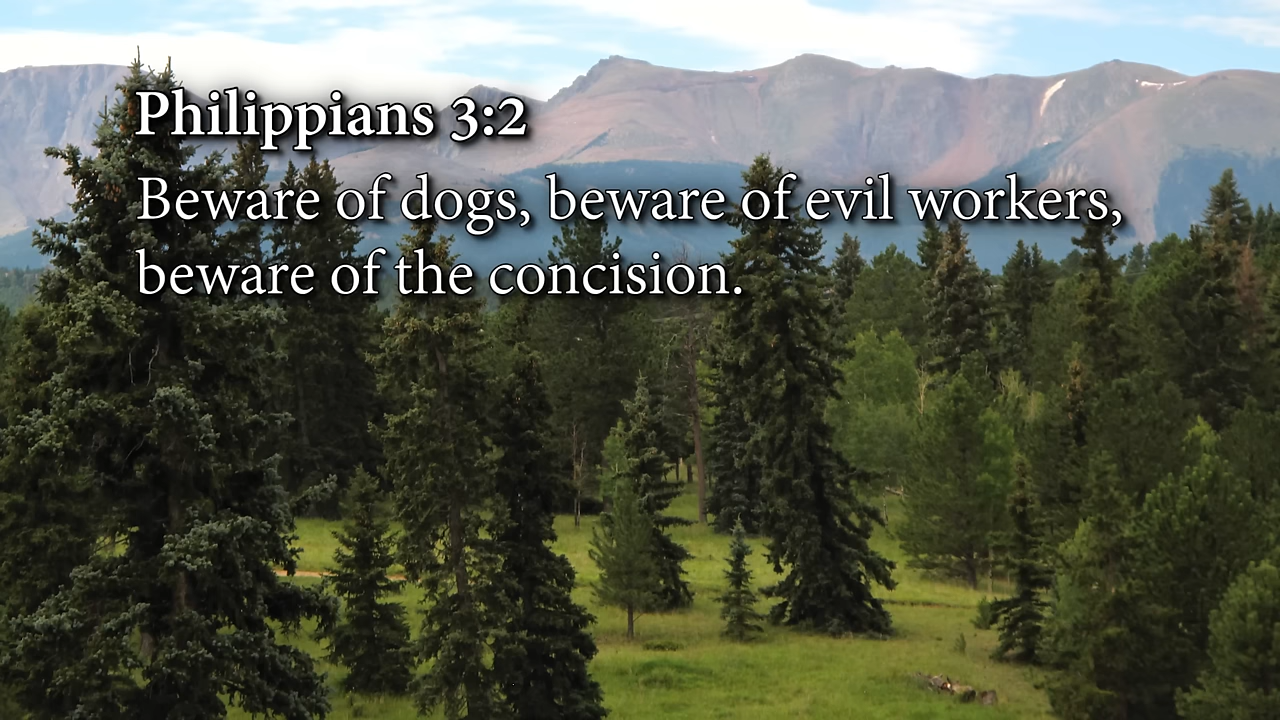 Philippians 3:2
Beware of dogs, beware of evil workers,
beware of the concision.